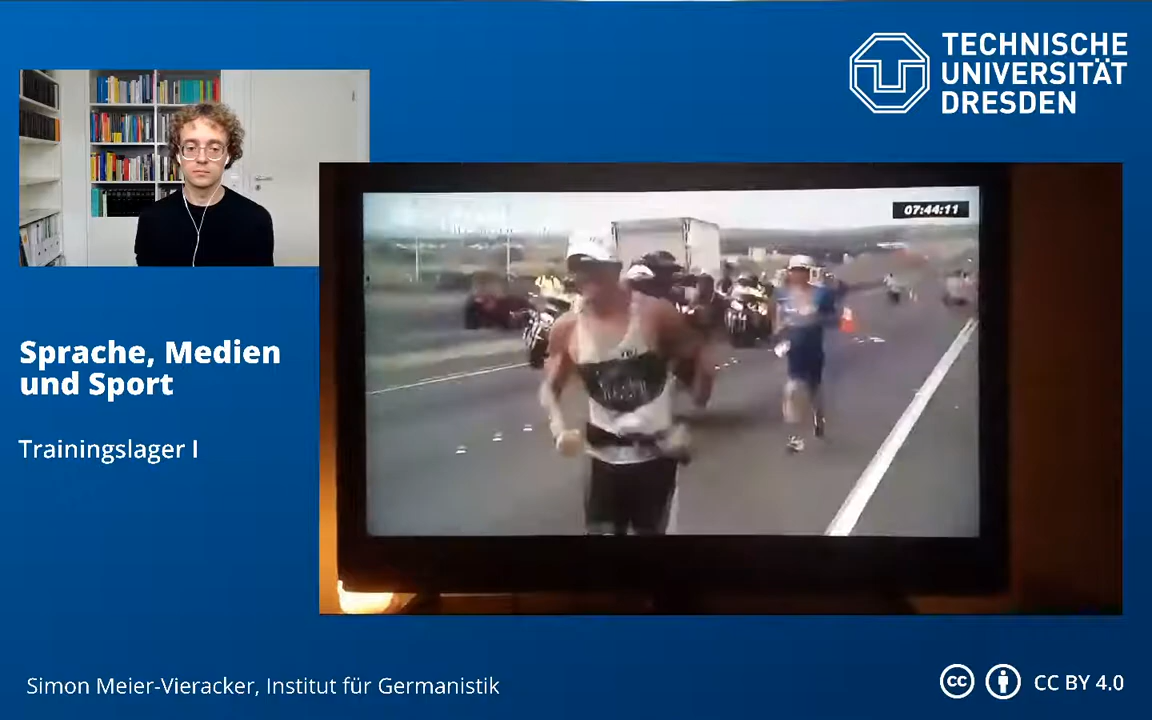 TECHNISCHE
UNIVERSITÄT
DRESDEN
07:44:11
Sprache, Medien
und Sport
Trainingslager I
Simon Meier-Vieracker, Institut für Germanistik
cc
CC BY 4.0